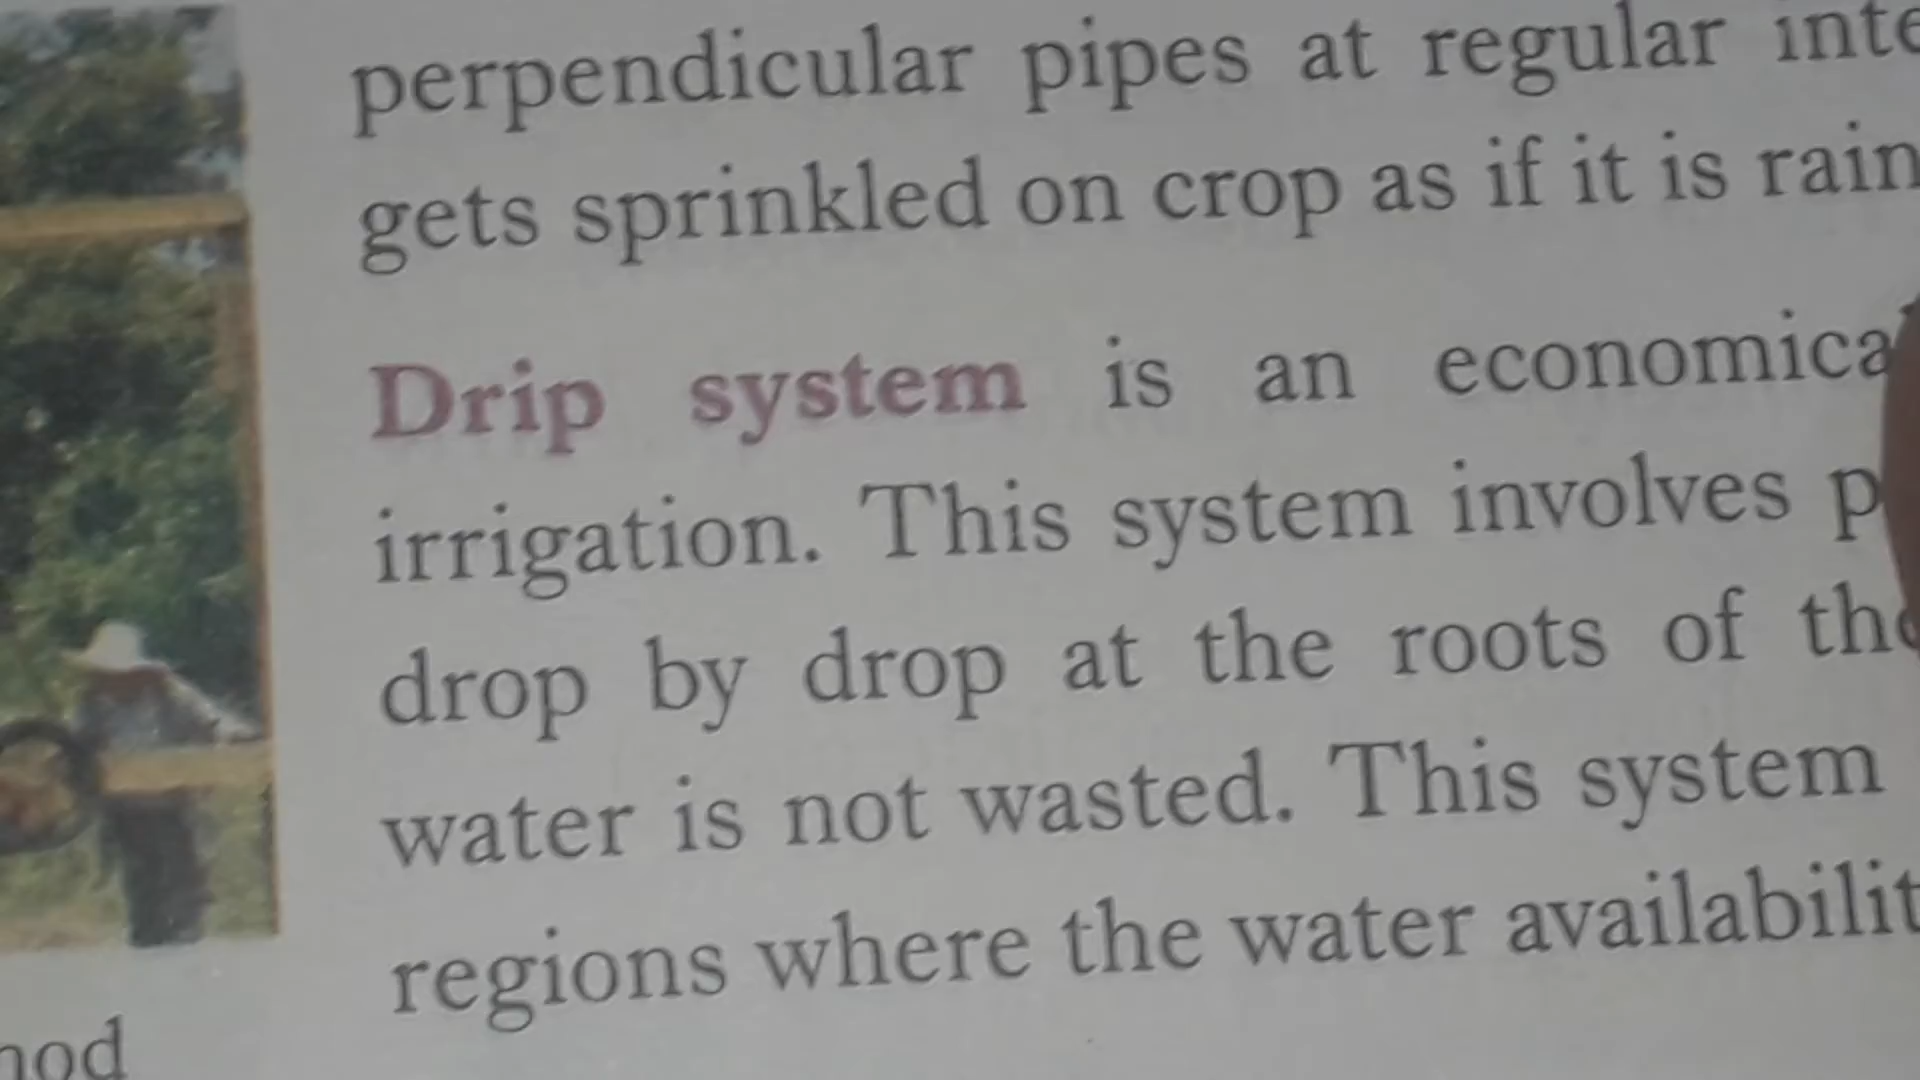 perpendicular pipes at regular
gets sprinkled on crop as if it is rain
Drip system is an
irrigation. This system involves
drop by drop at the roots of
water is not wasted. This system
regions where the water